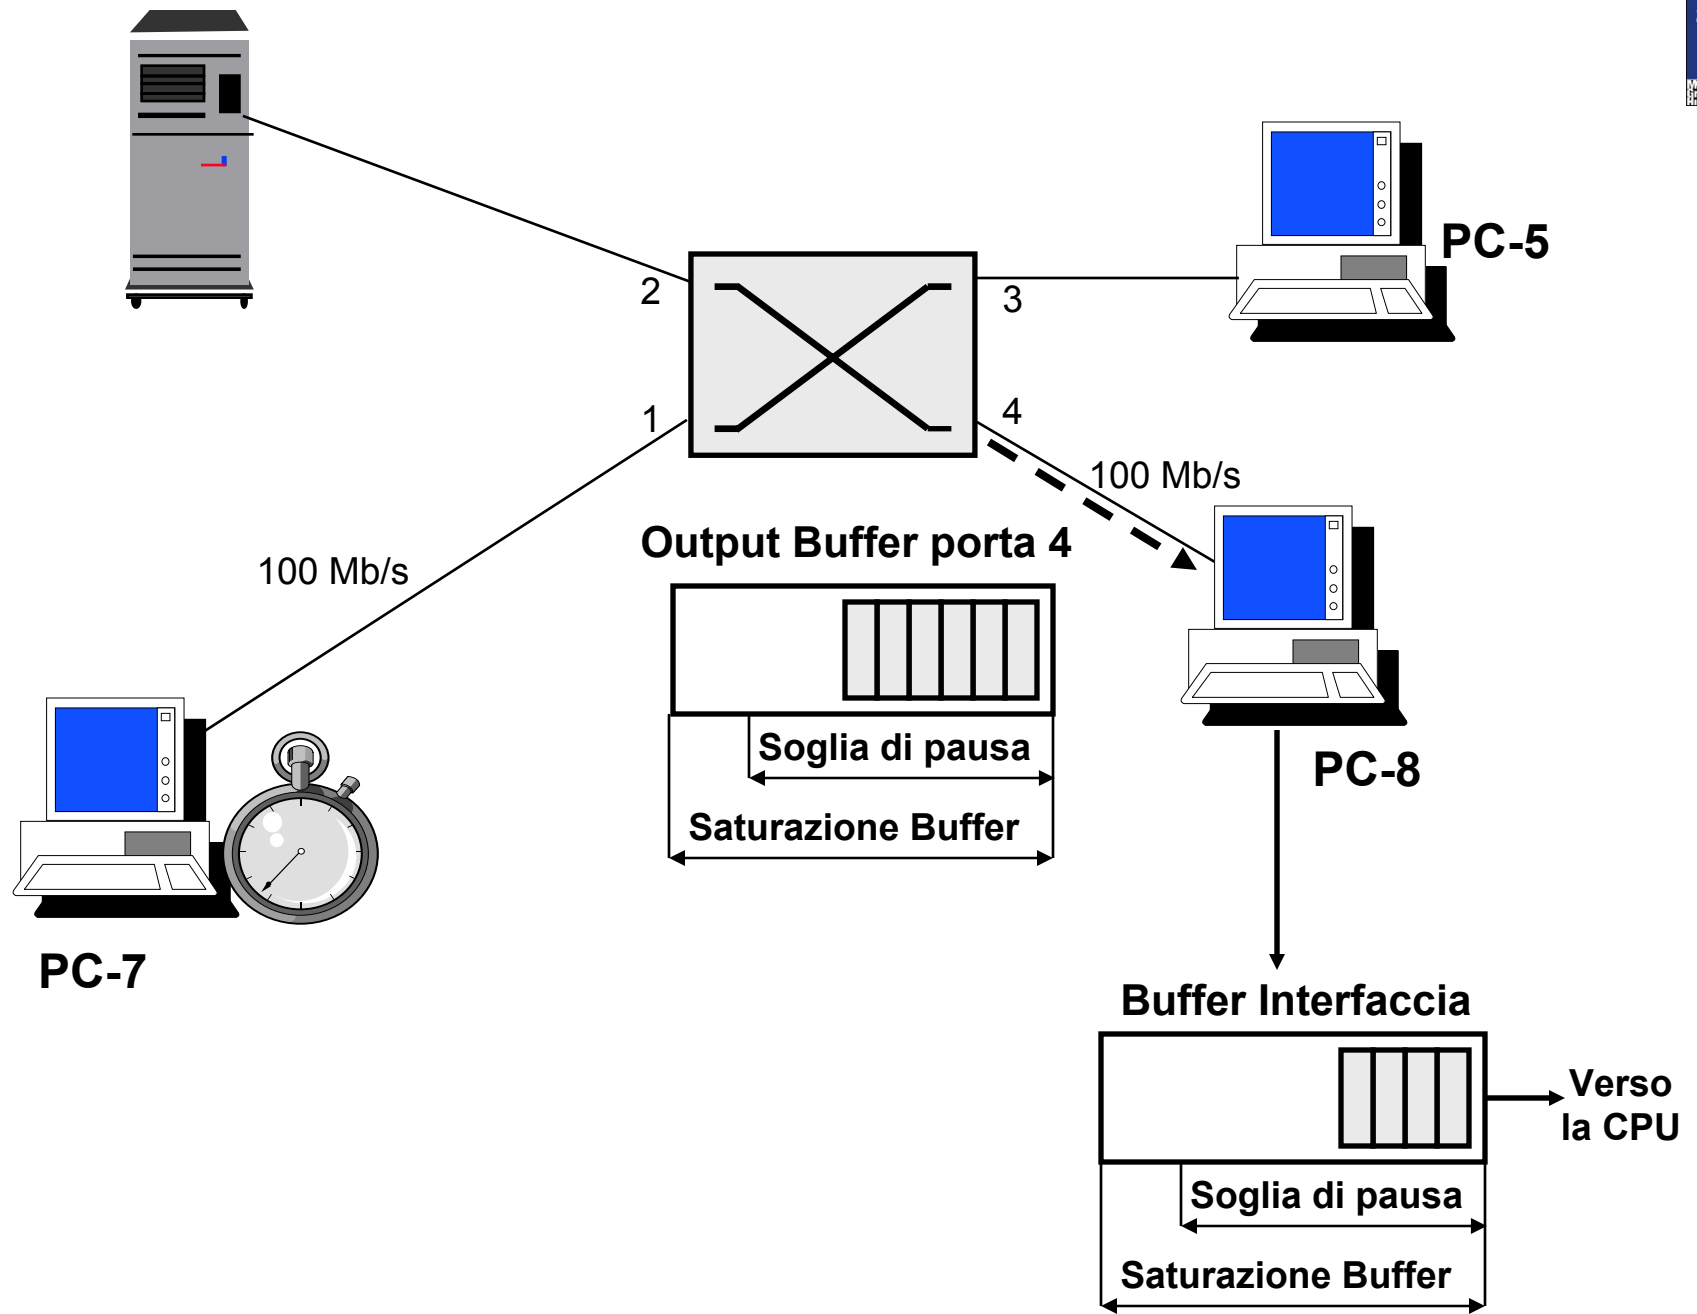 PC-5
2
3
1
4
100 Mb/s
Output Buffer porta 4
100 Mb/s
Soglia di pausa
PC-8
Saturazione Buffer
PC-7
Buffer Interfaccia
Verso
la CPU
Soglia di pausa
Saturazione Buffer